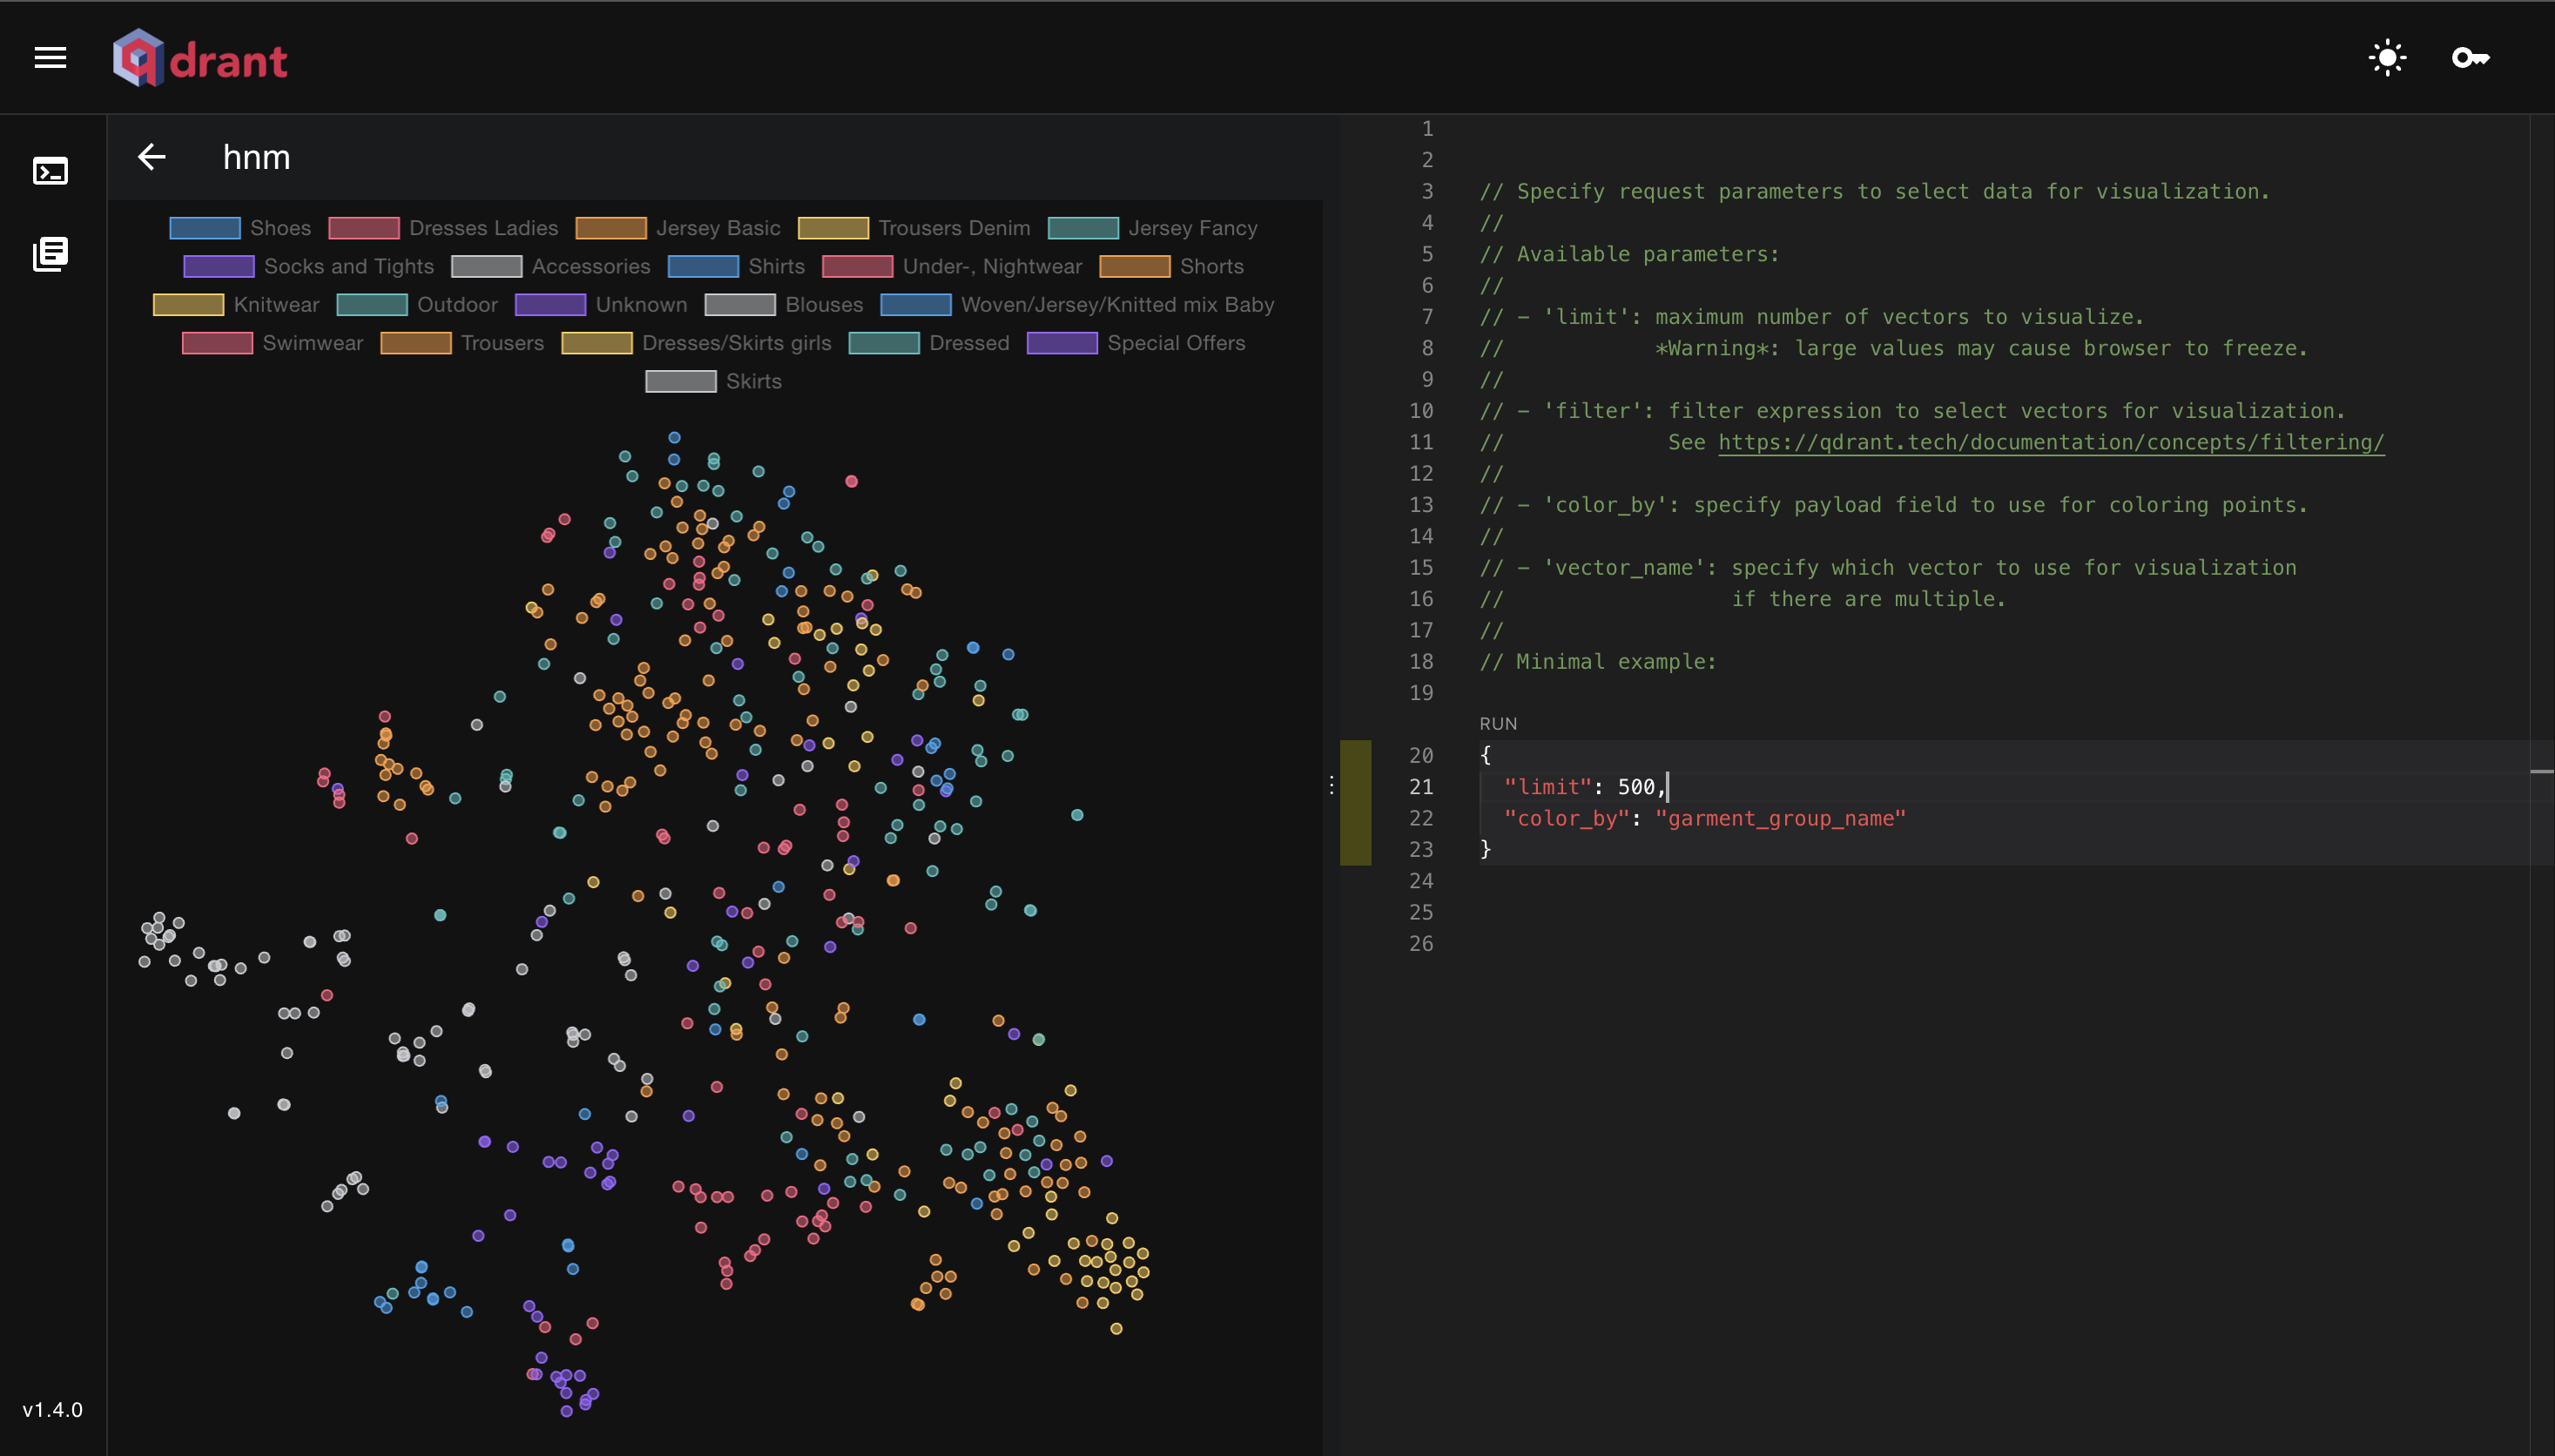 qdrant
hnm
Shoes Dresses Ladies Jersey Basic Trousers Denim Jersey Fancy
Socks and Tights Accessories Shirts Under-, Nightwear Shorts
Knitwear Outdoor Unknown Blouses Woven/Jersey/Knitted mix Baby
Swimwear Trousers Dresses/Skirts girls Dressed Special Offers
Skirts
v1.4.0
1
2
3 // Specify request parameters to select data for visualization.
4 //
5 // Available parameters:
6 //
7 // - 'limit': maximum number of vectors to visualize.
8 // *Warning*: large values may cause browser to freeze.
9 //
10 // - 'filter': filter expression to select vectors for visualization.
11 // See https://qdrant.tech/documentation/concepts/filtering/
12 //
13 // - 'color_by': specify payload field to use for coloring points.
14 //
15 // - 'vector_name': specify which vector to use for visualization
16 // if there are multiple.
17 //
18 // Minimal example:
19
RUN
20 {
21 "limit": 500,
22 "color_by": "garment_group_name"
23 }
24
25
26